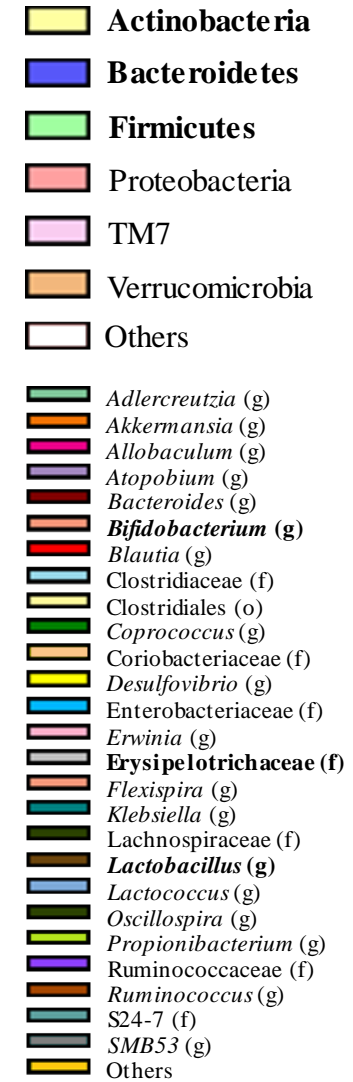 Actinobacteria
Bacteroidetes
Firmicutes
Proteobacteria
TM7
Verrucomicrobia
Others
Adlercreutzia (g)
Akkermansia (g)
Allobaculum (g)
Atopobium (g)
Bacteroides (g)
Bifidobacterium (g)
Blautia (g)
Clostridiaceae (f)
Clostridiales (o)
Coprococcus (g)
Coriobacteriaceae (f)
Desulfovibrio (g)
Enterobacteriaceae (f)
Erwinia (g)
Erysipelotrichaceae (f)
Flexispira (g)
Klebsiella (g)
Lachnospiraceae (f)
Lactobacillus (g)
Lactococcus (g)
Oscillospira (g)
Propionibacterium (g)
Ruminococcaceae (f)
Ruminococcus (g)
S24-7 (f)
SMB53 (g)
Others